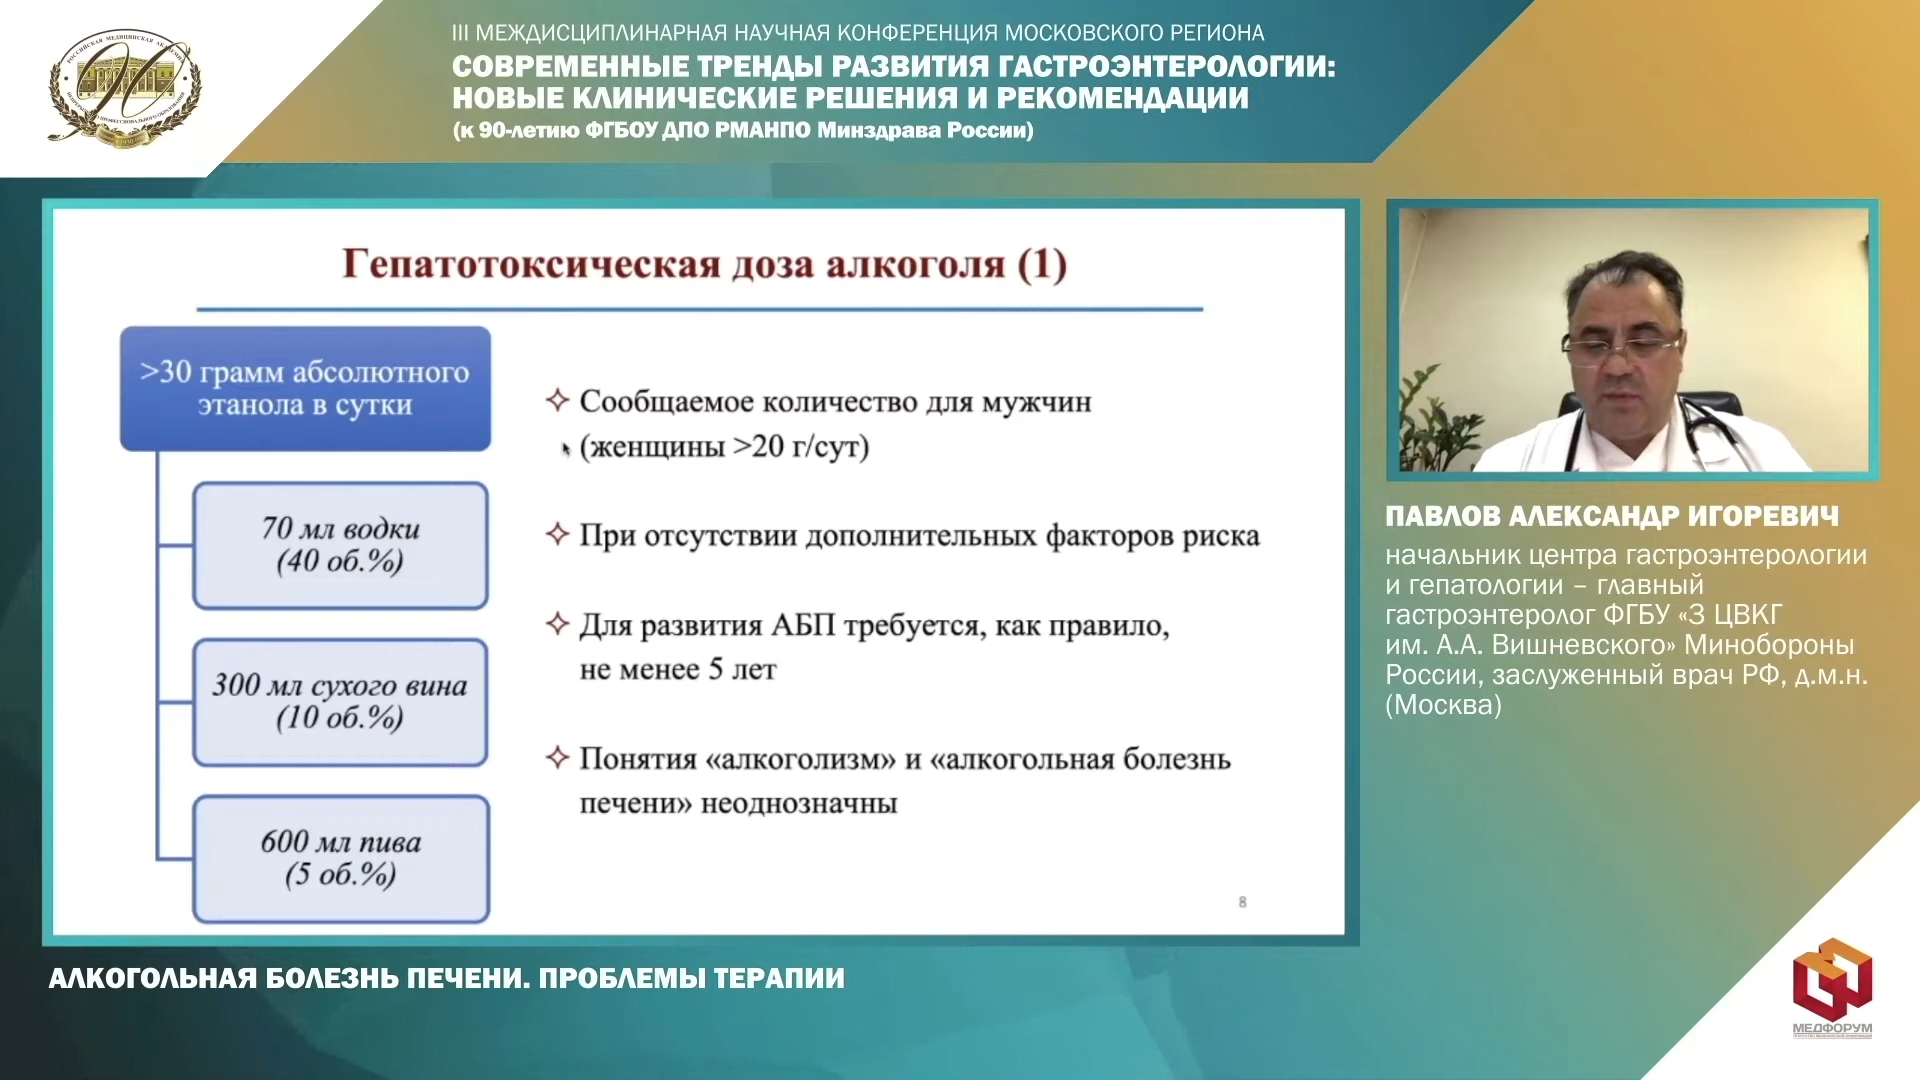 III МЕЖДИСЦИПЛИНАРНАЯ НАУЧНАЯ КОНФЕРЕНЦИЯ МОСКОВСКОГО РЕГИОНА
СОВРЕМЕННЫЕ ТРЕНДЫ РАЗВИТИЯ ГАСТРОЭНТЕРОЛОГИИ:
НОВЫЕ КЛИНИЧЕСКИЕ РЕШЕНИЯ И РЕКОМЕНДАЦИИ
(к 90-летию ФГБОУ ДПО РМАНПО Минздрава России)
Гепатотоксическая доза алкоголя (1)
>30 грамм абсолютного
этанола в сутки
70 мл водки
(40 об.%)
300 мл сухого вина
(10 об.%)
600 мл пива
(5 об.%)
Сообщаемое количество для мужчин
(женщины >20 г/сут)
При отсутствии дополнительных факторов риска
Для развития АБП требуется, как правило,
не менее 5 лет
Понятия «алкоголизм» и «алкогольная болезнь
печени» неоднозначны
8
ПАВЛОВ АЛЕКСАНДР ИГОРЕВИЧ
начальник центра гастроэнтерологии
и гепатологии – главный
гастроэнтеролог ФГБУ «3 ЦВКГ
им. А.А. Вишневского» Минобороны
России, заслуженный врач РФ, д.м.н.
(Москва)
АЛКОГОЛЬНАЯ БОЛЕЗНЬ ПЕЧЕНИ. ПРОБЛЕМЫ ТЕРАПИИ
МЕДФОРУМ